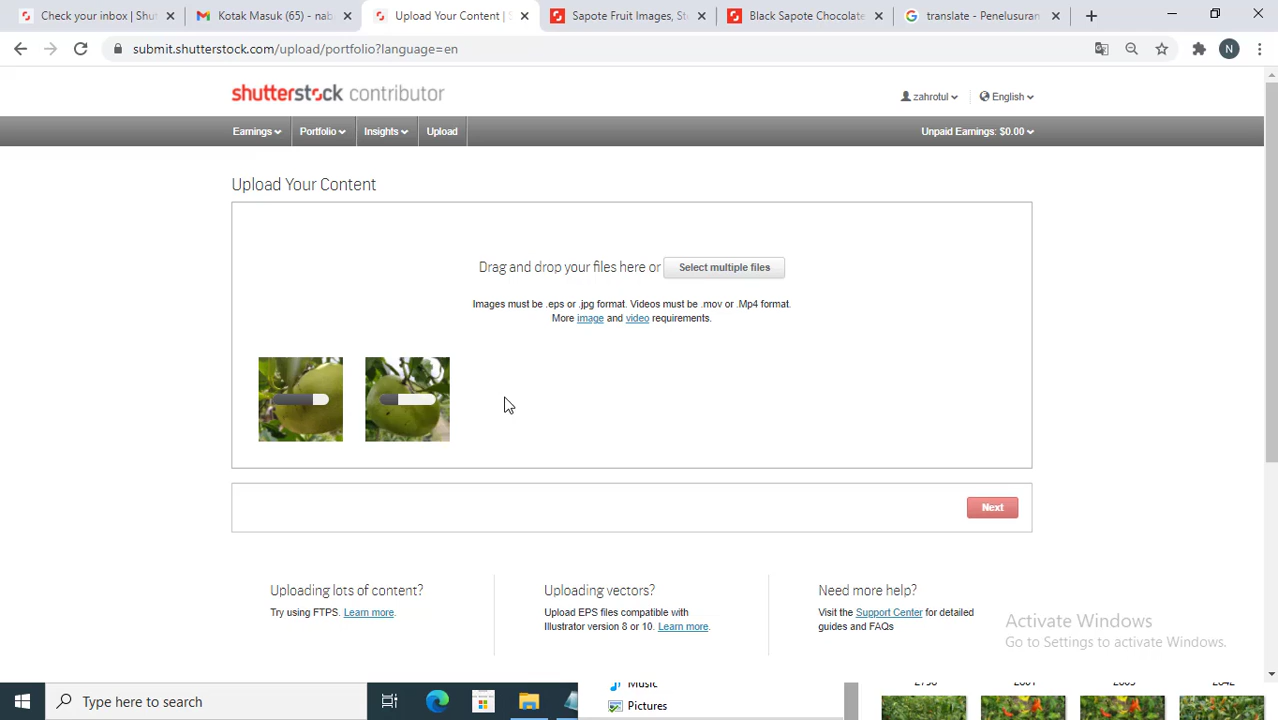 Check your inbox | Shut
Kotak Masuk (65) - nab
Upload Your Content | S
Sapote Fruit Images, Sto
Black Sapote Chocolate
translate - Penelusuran
submit.shutterstock.com/upload/portfolio?language=en
N
shutterstock contributor
zahrotul
English
Earnings
Portfolio
Insights
Upload
Unpaid Earnings: $0.00
Upload Your Content
Drag and drop your files here or
Select multiple files
Images must be .eps or .jpg format. Videos must be .mov or .Mp4 format.
More image and video requirements.
Next
Uploading lots of content?
Try using FTPS. Learn more.
Uploading vectors?
Upload EPS files compatible with
Illustrator version 8 or 10. Learn more.
Need more help?
Visit the Support Center for detailed
guides and FAQs
Activate Windows
Go to Settings to activate Windows.
Type here to search
Music
Pictures